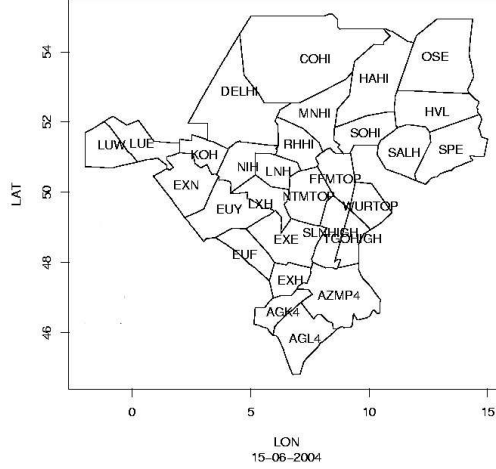 54
COHI
OSE
HAHI
DELHI
MNHI
HVL
52
SOHI
LUW
LUE
KOH
RHHI
SALH
SPE
NIH
LNH
EXN
FFMTOP
50
LXH
NTMTOP
EUY
WURTOP
SLNHIGH
EXE
TGOHIGH
48
EUF
EXH
AZMP4
AGK4
46
AGL4
LAT
0
5
10
15
LON
15-06-2004